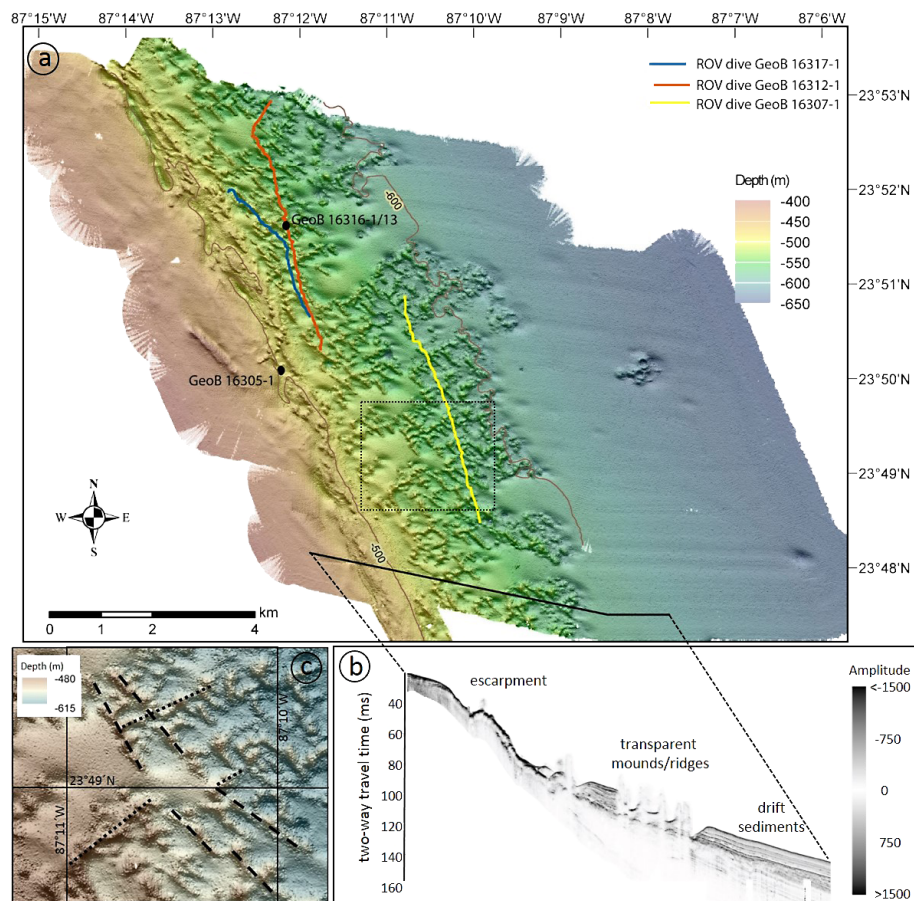 87°15'W 87°14'W 87°13'W 87°12'W 87°11'W 87°10'W 87°9'W 87°8'W 87°6'W
a
ROV dive GeoB 16317-1
ROV dive GeoB 16312-1
ROV dive GeoB 16307-1
23°53'N
23°52'N
23°51'N
23°50'N
23°49'N
23°48'N
Depth (m)
-400
-450
-500
-550
-600
-650
-600
GeoB 16316-1/13
GeoB 16305-1
-500
N
W E
S
0 1 2 4
km
c
Depth (m)
-480
-615
87°10' W
23°49' N
87°11' W
b
escarpment
transparent
mounds/ridges
drift
sediments
two-way travel time (ms)
40
60
80
100
120
140
160
Amplitude
<-1500
-750
0
750
>1500